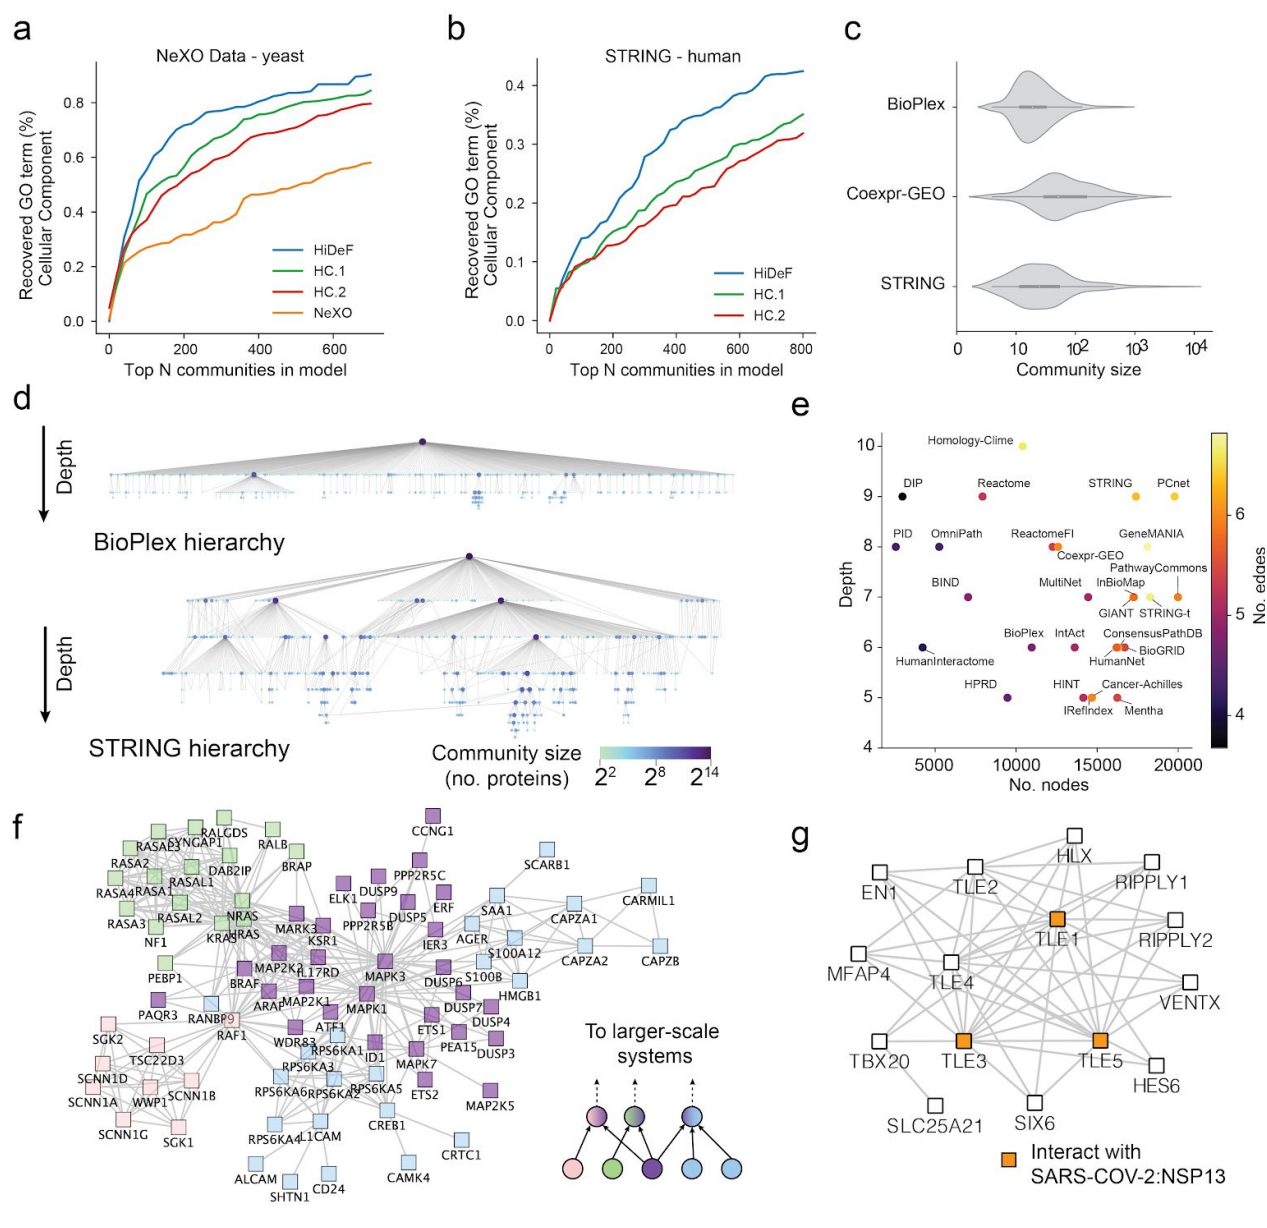 a
NeXO Data - yeast
Recovered GO term (%)
Cellular Component
0.8
0.6
0.4
0.2
0.0
HiDeF
HC.1
HC.2
NeXO
0 200 400 600
Top N communities in model
b
STRING - human
Recovered GO term (%)
Cellular Component
0.4
0.3
0.2
0.1
0.0
HiDeF
HC.1
HC.2
0 200 400 600 800
Top N communities in model
c
BioPlex
Coexpr-GEO
STRING
0 10 10² 10³ 10⁴
Community size
d
Depth
BioPlex hierarchy
Depth
STRING hierarchy
Community size
(no. proteins)
2² 2⁸ 2¹⁴
e
Depth
10
9
8
7
6
5
4
Homology-Clime
DIP
Reactome
STRING
PCnet
PID
OmniPath
ReactomeFI
Coexpr-GEO
GeneMANIA
PathwayCommons
BIND
MultiNet
InBioMap
GIANT
STRING-t
BioPlex
IntAct
ConsensusPathDB
HumanInteractome
HumanNet
BioGRID
HPRD
HINT
Cancer-Achilles
IRefIndex
Mentha
5000 10000 15000 20000
No. nodes
6
5
4
No. edges
f
RALGDS
SYNGAP1
RASAL3
RALB
RASA2
DAB2IP
BRAP
RASAL1
RASA4
RASA1
RASAL2
NRAS
RASA3
KRAS
HRAS
NF1
PEBP1
CCNG1
PPP2R5C
DUSP9
ELK1
DUSP5
ERF
PPP2R5B
MARK3
KSR1
IER3
MAP2K2
IL17RD
MAPK3
DUSP6
BRAF
ARAF
MAP2K1
MAPK1
DUSP7
DUSP4
PAQR3
RANBP9
RAF1
ATF1
ETS1
PEA15
DUSP3
WDR83
ID1
MAPK7
ETS2
MAP2K5
SCARB1
SAA1
CAPZA1
CARMIL1
AGER
S100A12
CAPZA2
CAPZB
S100B
HMGB1
SGK2
TSC22D3
SCNN1D
SCNN1A
WWP1
SCNN1B
SCNN1G
SGK1
RPS6KA1
RPS6KA3
RPS6KA6
RPS6KA2
RPS6KA5
RPS6KA4
L1CAM
CREB1
CRTC1
ALCAM
SHTN1
CD24
CAMK4
To larger-scale
systems
g
HLX
EN1
TLE2
RIPPLY1
TLE1
RIPPLY2
MFAP4
TLE4
VENTX
TBX20
TLE3
TLE5
HES6
SLC25A21
SIX6
Interact with
SARS-COV-2:NSP13